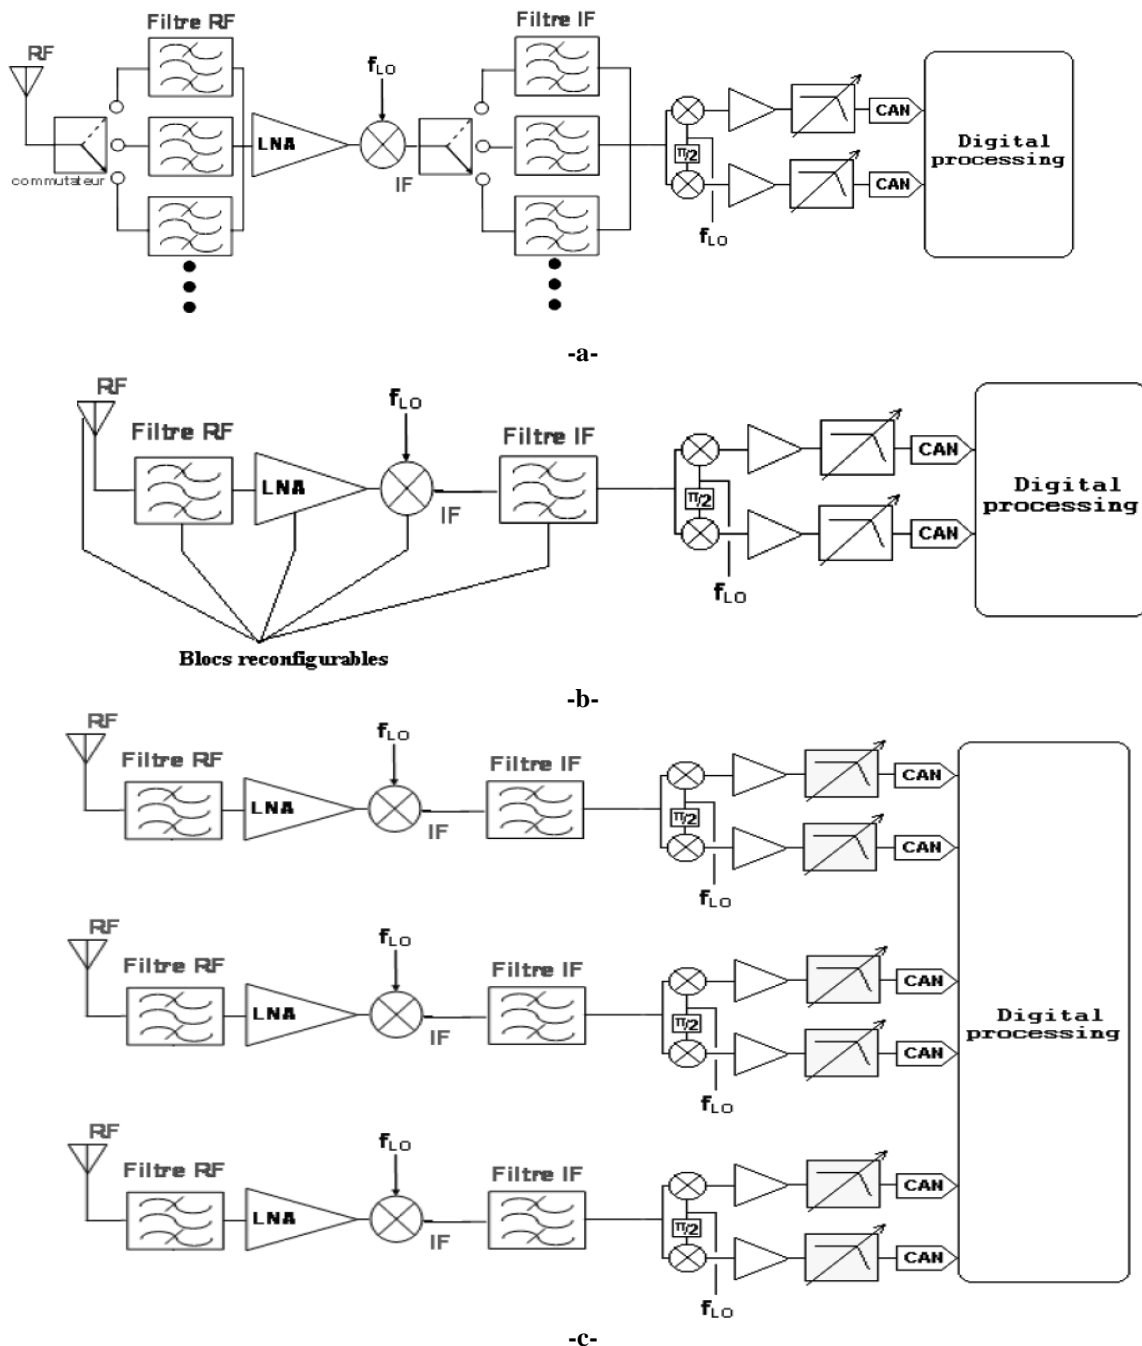 Filtre RF
Filtre IF
RF
fLO
LNA
commutateur
IF
π/2
CAN
CAN
fLO
Digital
processing
-a-
RF
Filtre RF
fLO
Filtre IF
LNA
IF
π/2
CAN
CAN
fLO
Digital
processing
Blocs reconfigurables
-b-
RF
Filtre RF
fLO
Filtre IF
LNA
IF
π/2
CAN
CAN
fLO
RF
Filtre RF
fLO
Filtre IF
LNA
IF
π/2
CAN
CAN
fLO
Digital
processing
RF
Filtre RF
fLO
Filtre IF
LNA
IF
π/2
CAN
CAN
fLO
-c-